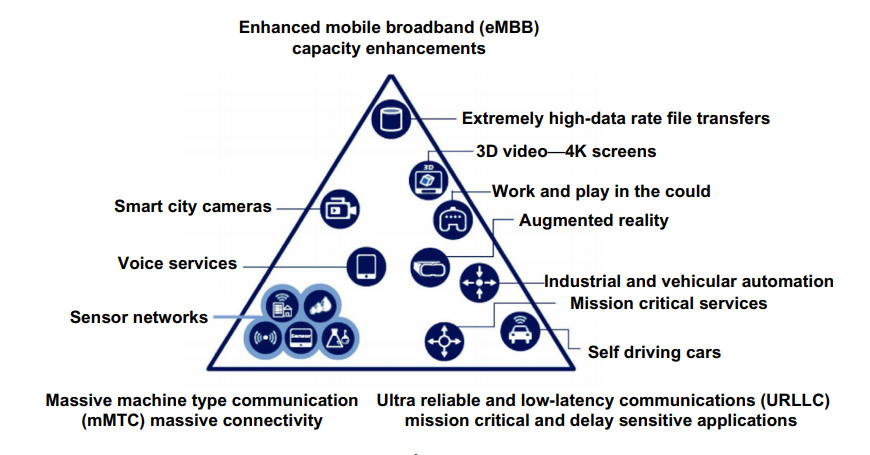 Enhanced mobile broadband (eMBB)
capacity enhancements
Extremely high-data rate file transfers
3D
3D video—4K screens
Work and play in the could
Smart city cameras
Augmented reality
Voice services
Industrial and vehicular automation
Mission critical services
Sensor networks
Sensor
Self driving cars
Massive machine type communication
(mMTC) massive connectivity
Ultra reliable and low-latency communications (URLLC)
mission critical and delay sensitive applications